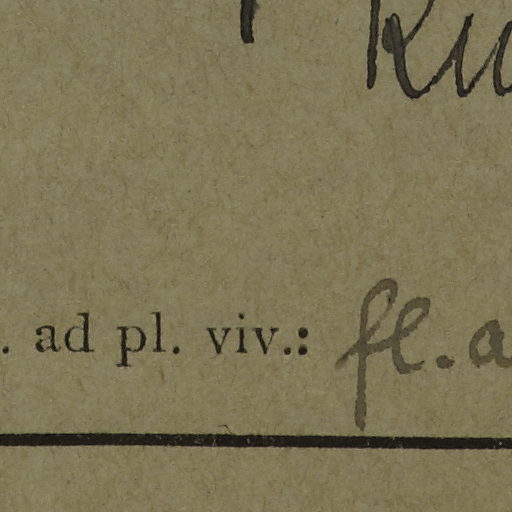 . ad pl. viv.: fl. a